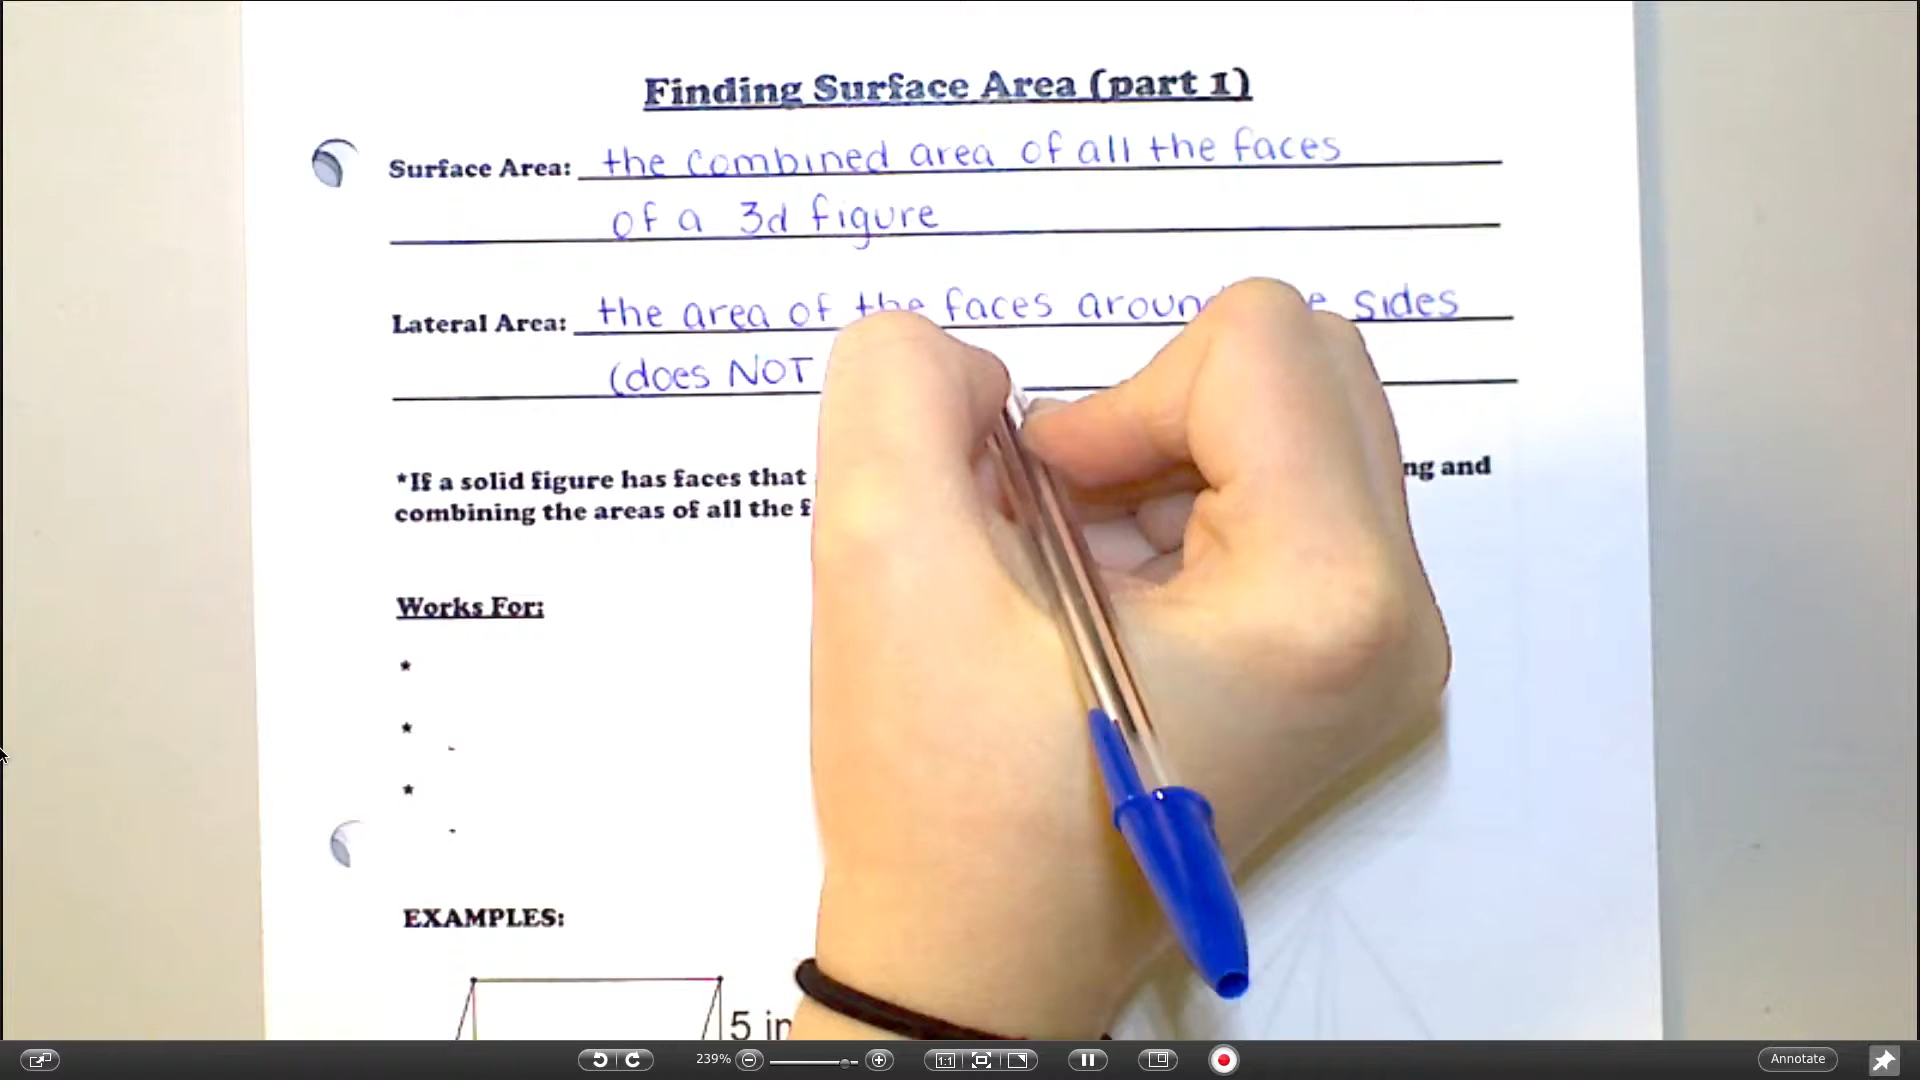 Finding Surface Area (part 1)
Surface Area: the combined area of all the faces
of a 3d figure
Lateral Area: the area of the faces around sides
(does NOT
*If a solid figure has faces that and
combining the areas of all the
Works For:
*
*
-
*
-
EXAMPLES:
5 in
239%
1:1
Annotate